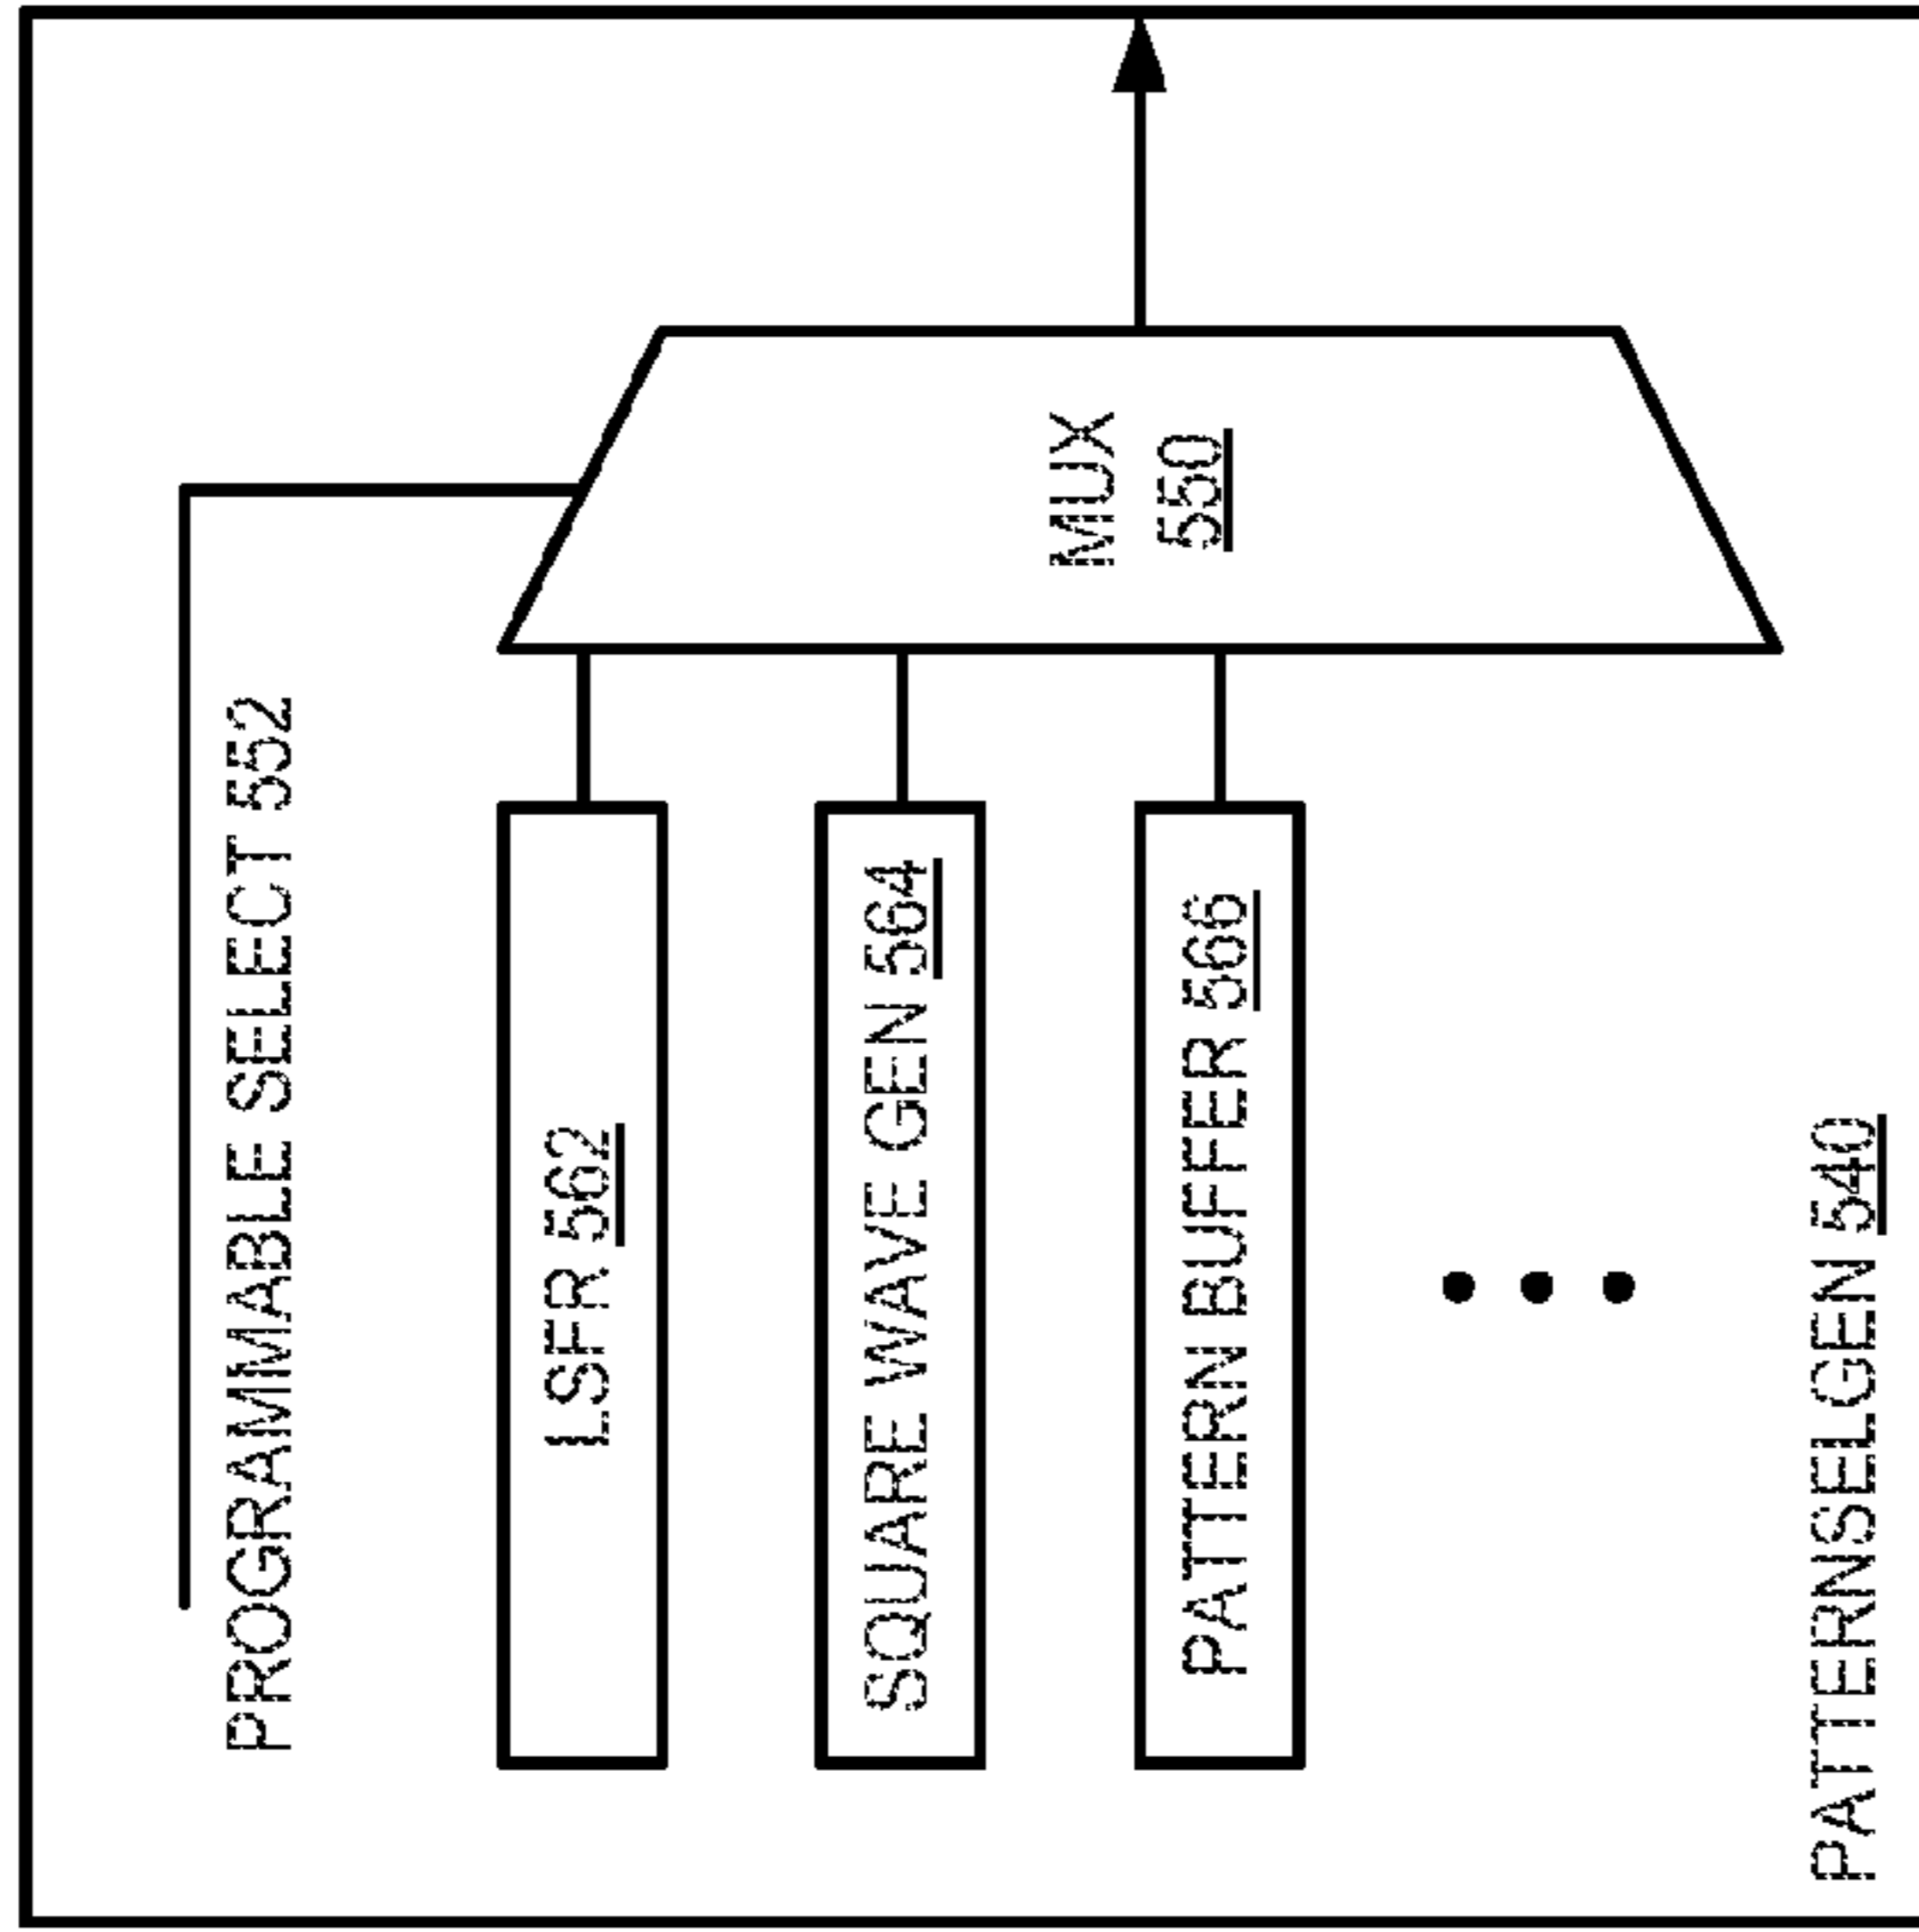 PROGRAMMABLE SELECT 552
LSFR 562
SQUARE WAVE GEN 564
PATTERN BUFFER 566
MUX
550
PATTERNSELGEN 540